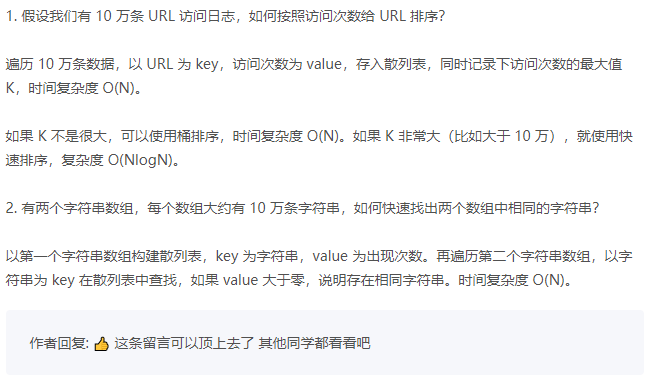 1. 假设我们有 10 万条 URL 访问日志，如何按照访问次数给 URL 排序？
遍历 10 万条数据，以 URL 为 key，访问次数为 value，存入散列表，同时记录下访问次数的最大值
K，时间复杂度 O(N)。
如果 K 不是很大，可以使用桶排序，时间复杂度 O(N)。如果 K 非常大（比如大于 10 万），就使用快
速排序，复杂度 O(NlogN)。
2. 有两个字符串数组，每个数组大约有 10 万条字符串，如何快速找出两个数组中相同的字符串？
以第一个字符串数组构建散列表，key 为字符串，value 为出现次数。再遍历第二个字符串数组，以字
符串为 key 在散列表中查找，如果 value 大于零，说明存在相同字符串。时间复杂度 O(N)。
作者回复: 👍 这条留言可以顶上去了 其他同学都看看吧